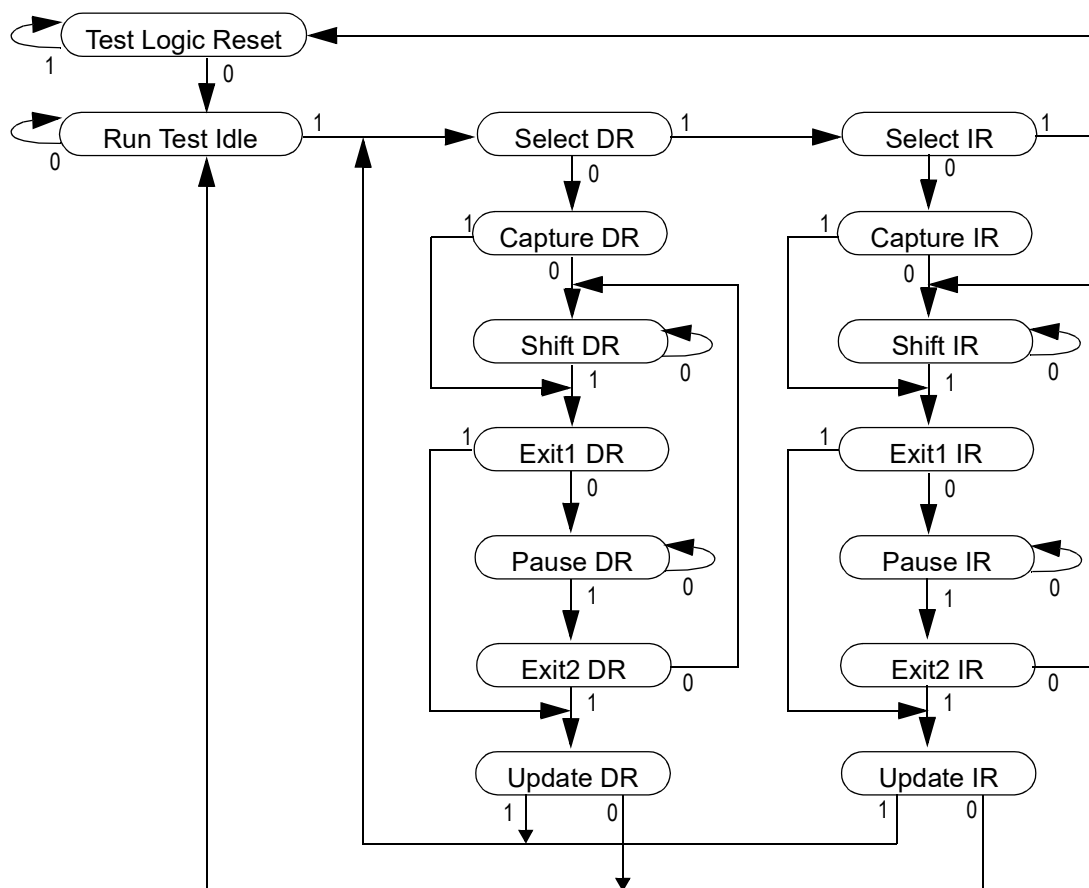 Test Logic Reset
1
0
Run Test Idle
1
Select DR
1
Select IR
1
0
0
0
1
Capture DR
1
Capture IR
0
0
Shift DR
Shift IR
1
0
1
0
1
Exit1 DR
1
Exit1 IR
0
0
Pause DR
Pause IR
1
0
1
0
Exit2 DR
Exit2 IR
0
0
1
1
Update DR
Update IR
1
0
1
0